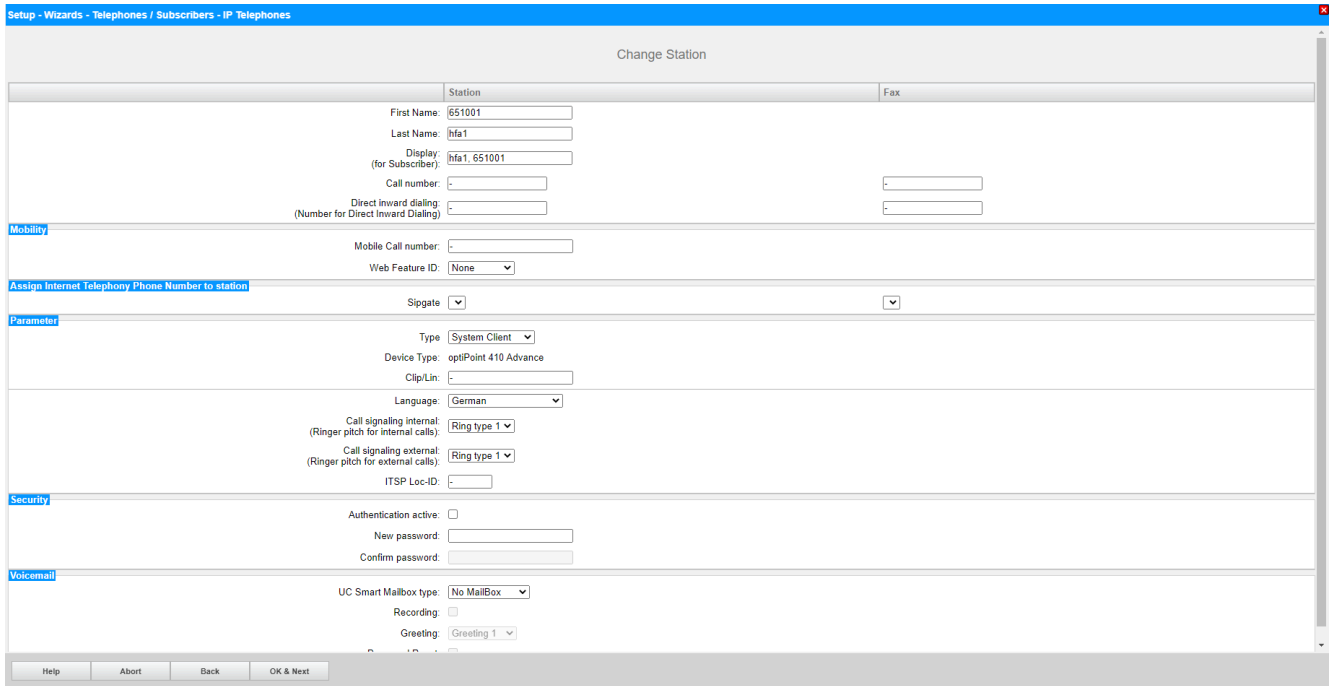 Setup - Wizards - Telephones / Subscribers - IP Telephones
Change Station
Station Fax
First Name: 651001
Last Name: hfa1
Display:
(for Subscriber): hfa1, 651001
Call number: - -
Direct inward dialing:
(Number for Direct Inward Dialing) - -
Mobility
Mobile Call number: -
Web Feature ID: None
Assign Internet Telephony Phone Number to station
Sipgate
Parameter
Type System Client
Device Type: optiPoint 410 Advance
Clip/Lin: -
Language: German
Call signaling internal:
(Ringer pitch for internal calls): Ring type 1
Call signaling external:
(Ringer pitch for external calls): Ring type 1
ITSP Loc-ID: -
Security
Authentication active:
New password:
Confirm password:
Voicemail
UC Smart Mailbox type: No MailBox
Recording:
Greeting: Greeting 1
Help Abort Back OK & Next